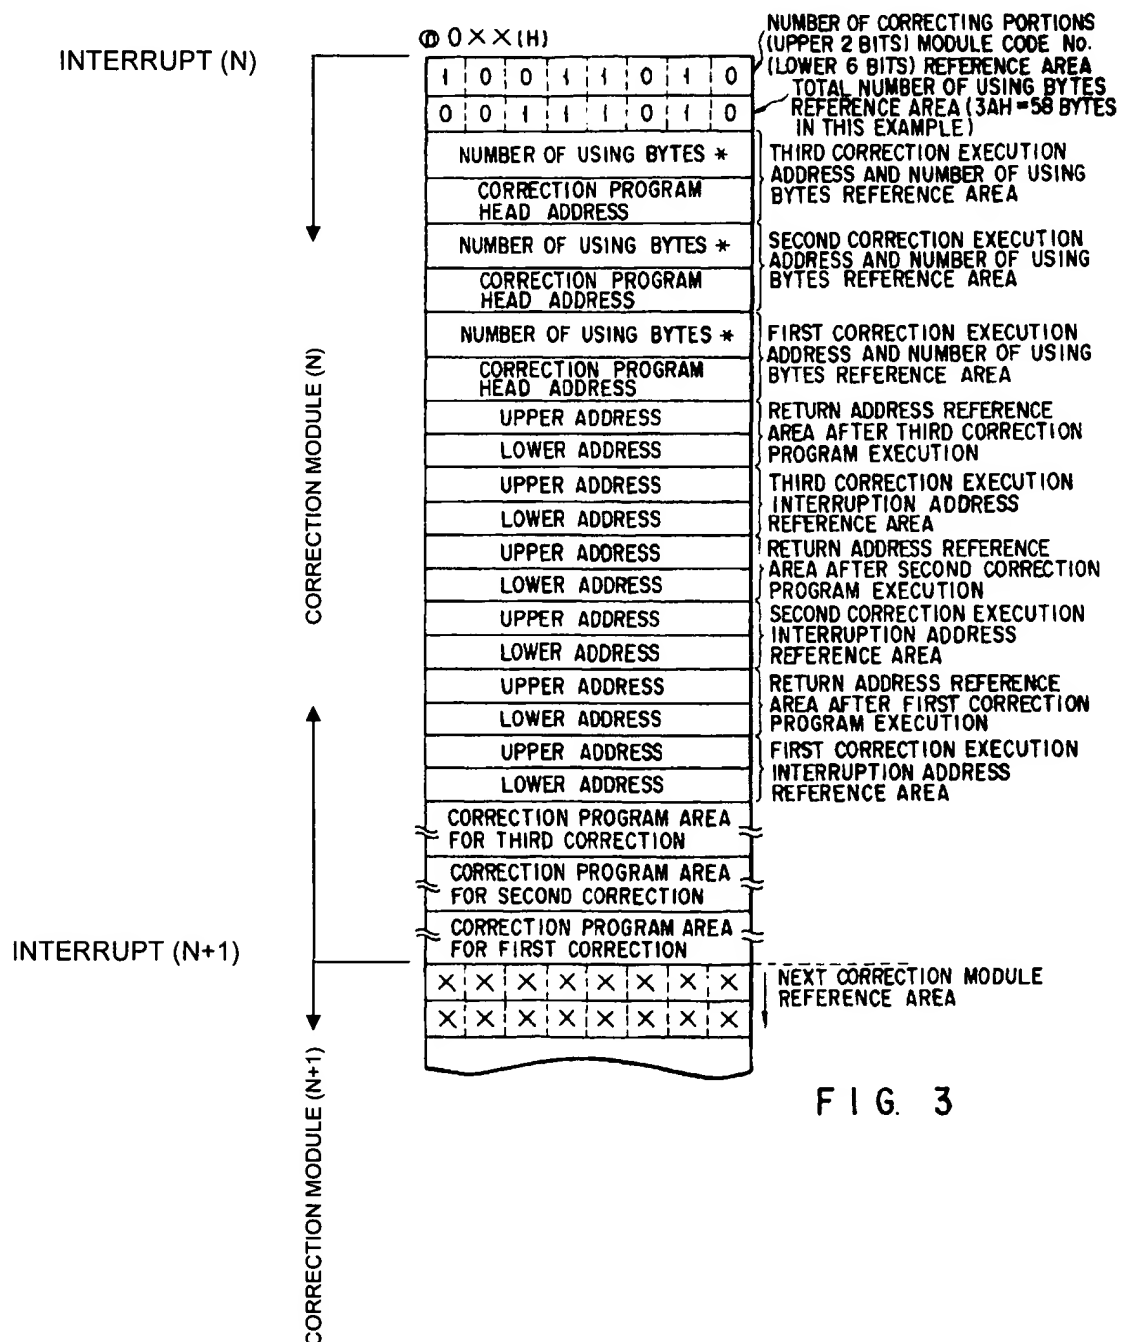 INTERRUPT (N)
0 0 X X (H)
NUMBER OF CORRECTING PORTIONS
(UPPER 2 BITS) MODULE CODE No.
(LOWER 6 BITS) REFERENCE AREA
1 0 0 1 1 0 1 0
TOTAL NUMBER OF USING BYTES
REFERENCE AREA (3AH=58 BYTES
IN THIS EXAMPLE)
0 0 1 1 1 0 1 0
NUMBER OF USING BYTES *
CORRECTION PROGRAM
HEAD ADDRESS
THIRD CORRECTION EXECUTION
ADDRESS AND NUMBER OF USING
BYTES REFERENCE AREA
NUMBER OF USING BYTES *
CORRECTION PROGRAM
HEAD ADDRESS
SECOND CORRECTION EXECUTION
ADDRESS AND NUMBER OF USING
BYTES REFERENCE AREA
NUMBER OF USING BYTES *
CORRECTION PROGRAM
HEAD ADDRESS
FIRST CORRECTION EXECUTION
ADDRESS AND NUMBER OF USING
BYTES REFERENCE AREA
CORRECTION MODULE (N)
UPPER ADDRESS
LOWER ADDRESS
RETURN ADDRESS REFERENCE
AREA AFTER THIRD CORRECTION
PROGRAM EXECUTION
UPPER ADDRESS
LOWER ADDRESS
THIRD CORRECTION EXECUTION
INTERRUPTION ADDRESS
REFERENCE AREA
UPPER ADDRESS
LOWER ADDRESS
RETURN ADDRESS REFERENCE
AREA AFTER SECOND CORRECTION
PROGRAM EXECUTION
UPPER ADDRESS
LOWER ADDRESS
SECOND CORRECTION EXECUTION
INTERRUPTION ADDRESS
REFERENCE AREA
UPPER ADDRESS
LOWER ADDRESS
RETURN ADDRESS REFERENCE
AREA AFTER FIRST CORRECTION
PROGRAM EXECUTION
UPPER ADDRESS
LOWER ADDRESS
FIRST CORRECTION EXECUTION
INTERRUPTION ADDRESS
REFERENCE AREA
CORRECTION PROGRAM AREA
FOR THIRD CORRECTION
CORRECTION PROGRAM AREA
FOR SECOND CORRECTION
CORRECTION PROGRAM AREA
FOR FIRST CORRECTION
INTERRUPT (N+1)
X X X X X X X X
X X X X X X X X
NEXT CORRECTION MODULE
REFERENCE AREA
CORRECTION MODULE (N+1)
FIG. 3